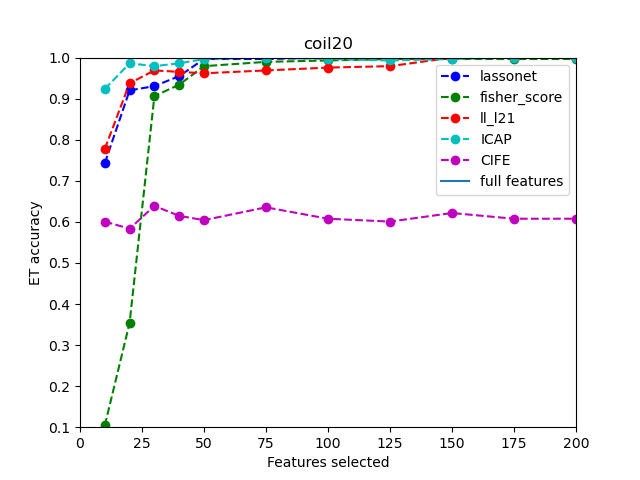 coil20
1.0
0.9
0.8
0.7
0.6
0.5
0.4
0.3
0.2
0.1
ET accuracy
lassonet
fisher_score
ll_l21
ICAP
CIFE
full features
0 25 50 75 100 125 150 175 200
Features selected